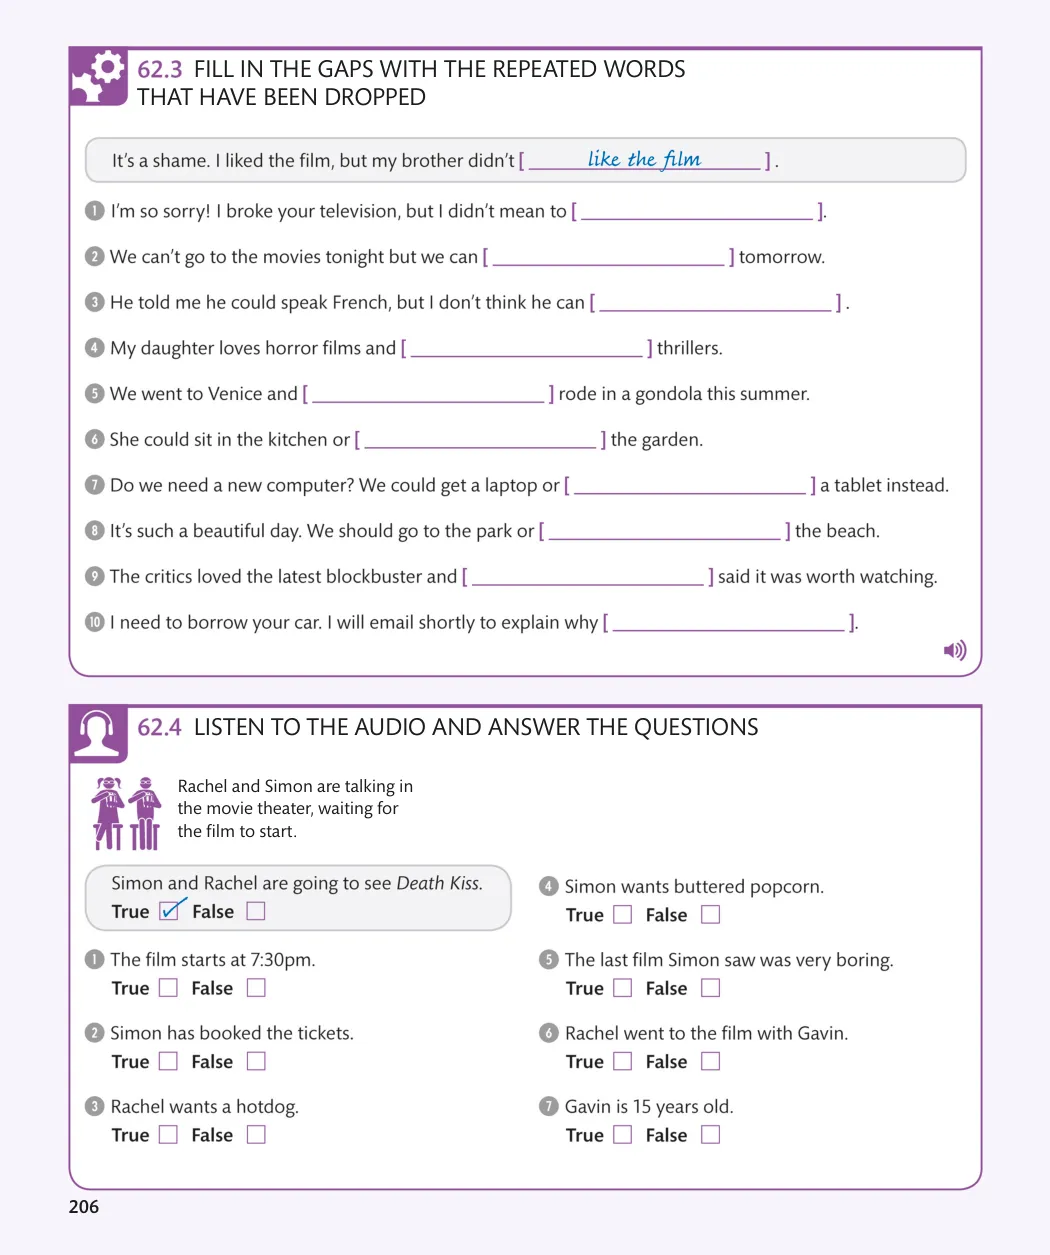 62.3 FILL IN THE GAPS WITH THE REPEATED WORDS
THAT HAVE BEEN DROPPED
It's a shame. I liked the film, but my brother didn't [ like the film ] .
1 I'm so sorry! I broke your television, but I didn't mean to [ ].
2 We can't go to the movies tonight but we can [ ] tomorrow.
3 He told me he could speak French, but I don't think he can [ ] .
4 My daughter loves horror films and [ ] thrillers.
5 We went to Venice and [ ] rode in a gondola this summer.
6 She could sit in the kitchen or [ ] the garden.
7 Do we need a new computer? We could get a laptop or [ ] a tablet instead.
8 It's such a beautiful day. We should go to the park or [ ] the beach.
9 The critics loved the latest blockbuster and [ ] said it was worth watching.
10 I need to borrow your car. I will email shortly to explain why [ ].
62.4 LISTEN TO THE AUDIO AND ANSWER THE QUESTIONS
Rachel and Simon are talking in
the movie theater, waiting for
the film to start.
Simon and Rachel are going to see Death Kiss.
True False
1 The film starts at 7:30pm.
True False
2 Simon has booked the tickets.
True False
3 Rachel wants a hotdog.
True False
4 Simon wants buttered popcorn.
True False
5 The last film Simon saw was very boring.
True False
6 Rachel went to the film with Gavin.
True False
7 Gavin is 15 years old.
True False
206